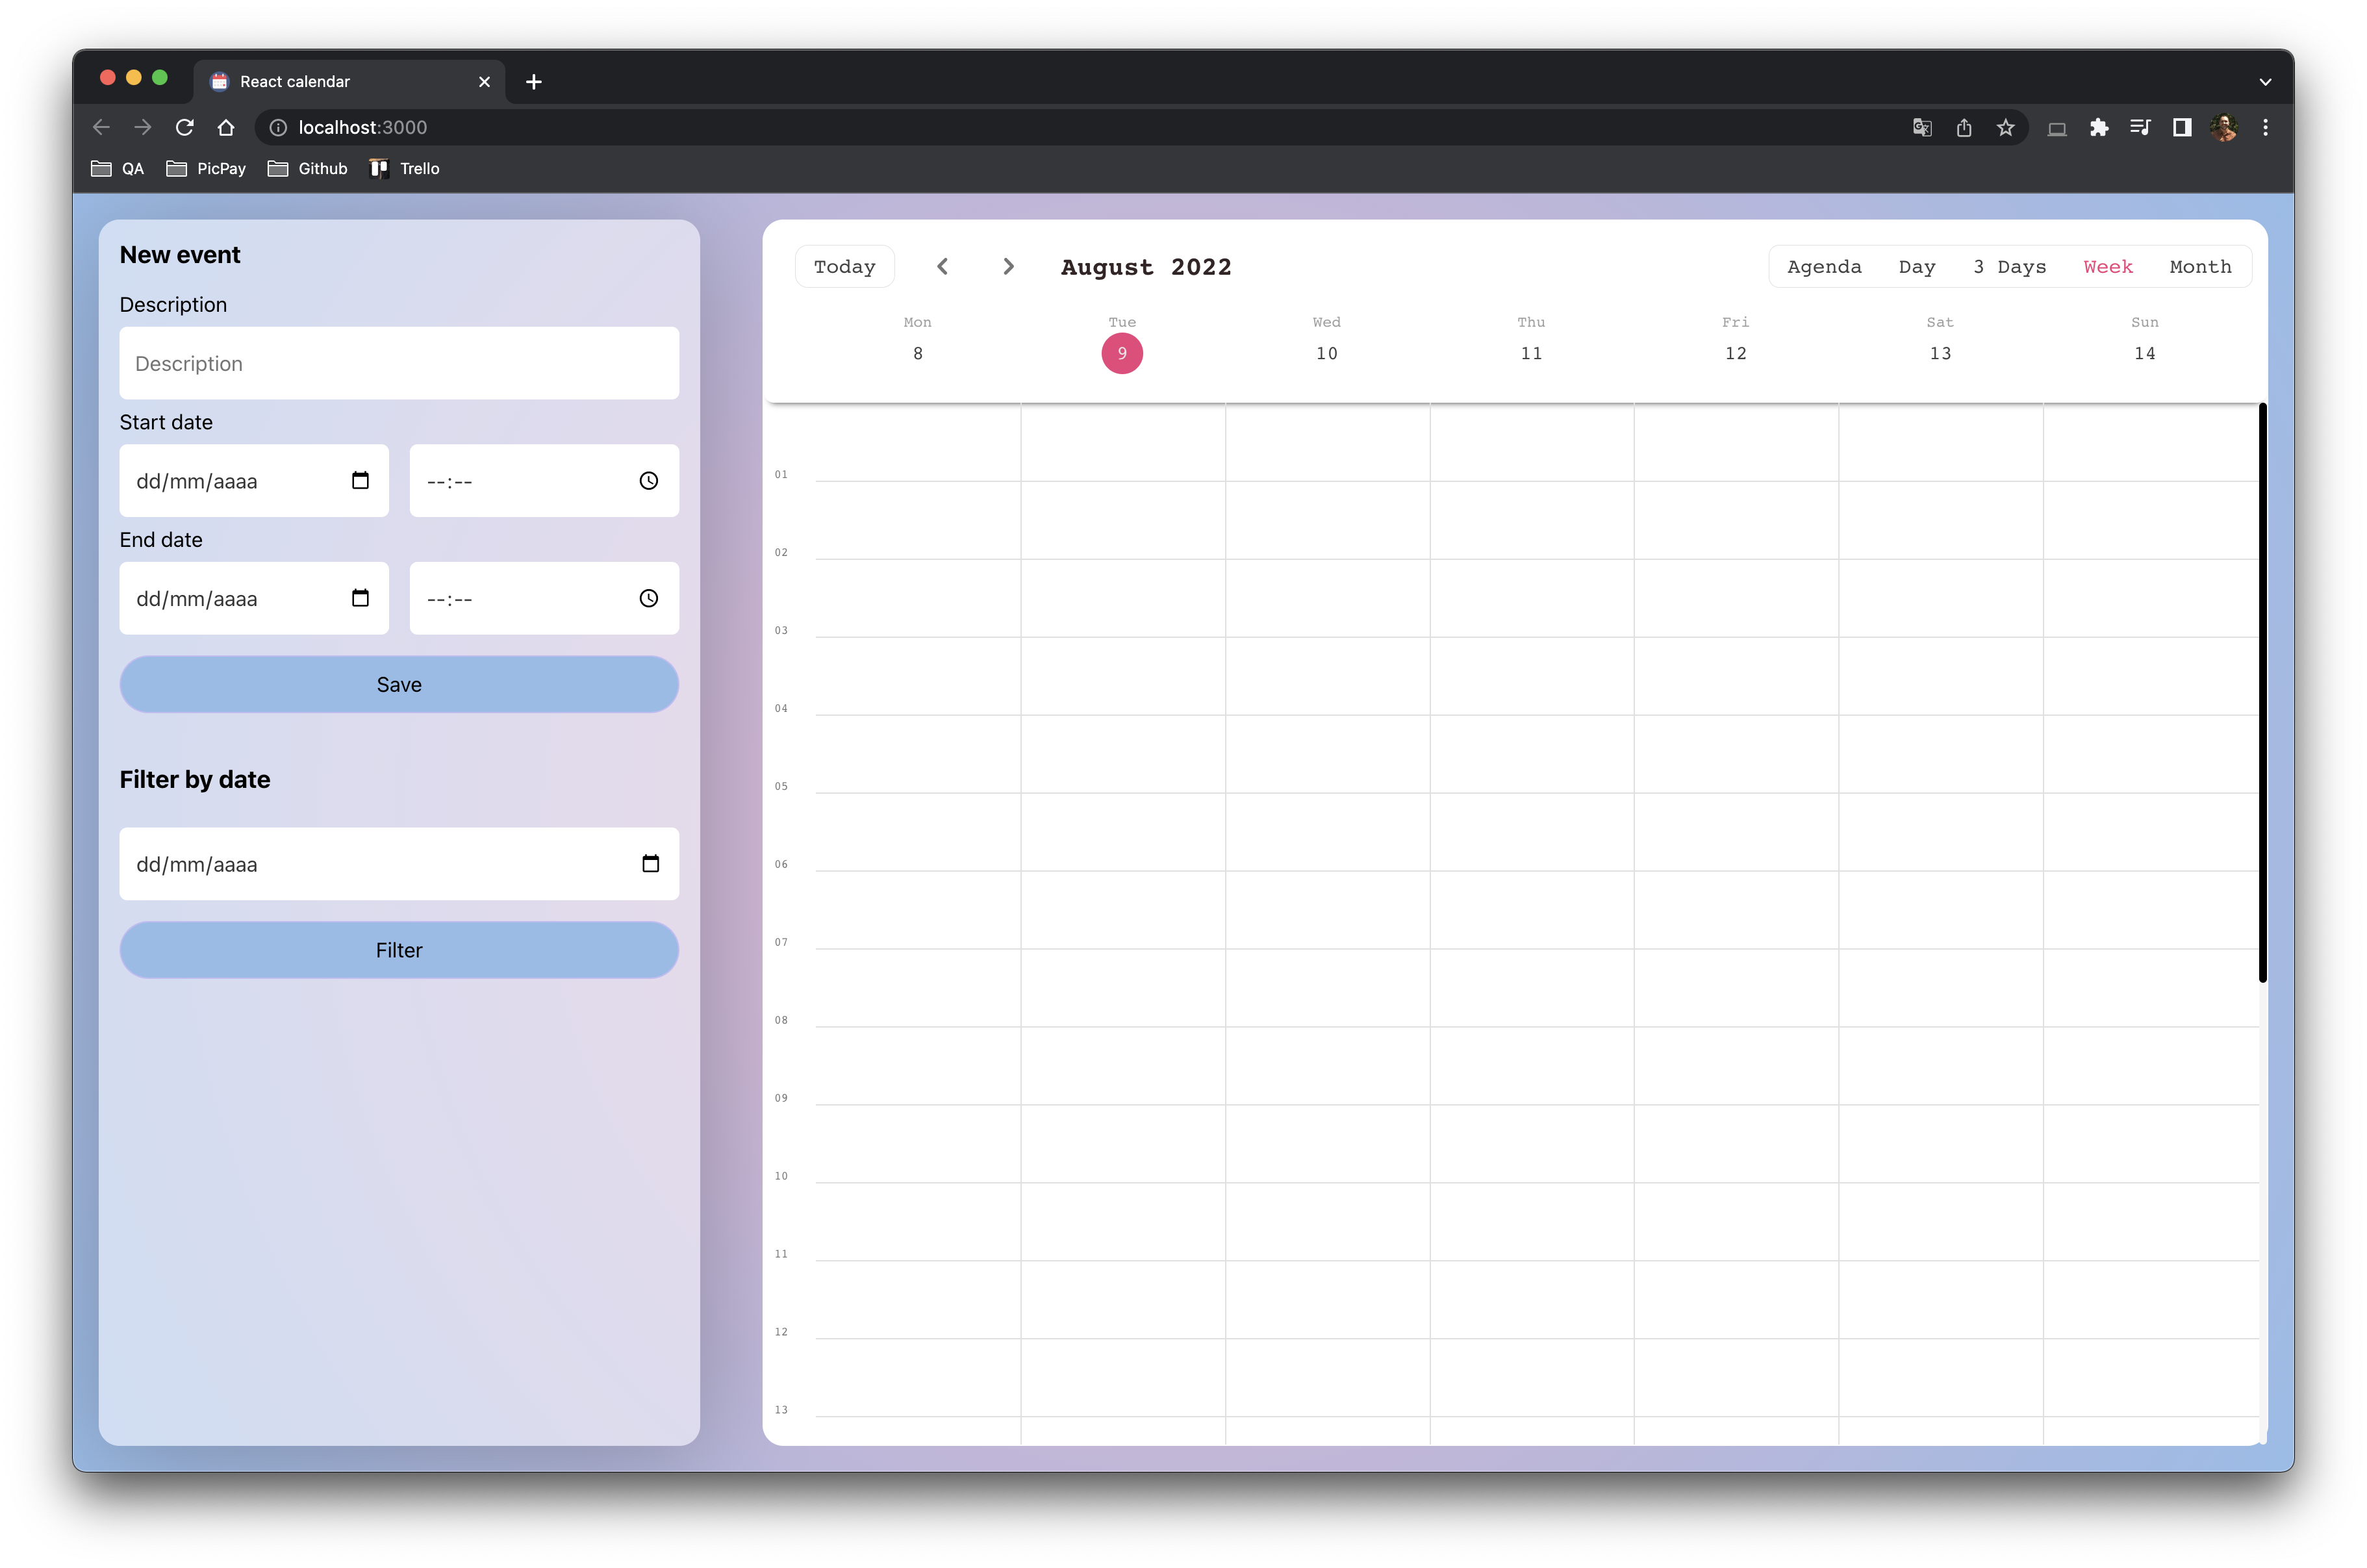 React calendar
localhost:3000
QA PicPay Github Trello
New event
Description
Description
Start date
dd/mm/aaaa --:--
End date
dd/mm/aaaa --:--
Save
Filter by date
dd/mm/aaaa
Filter
Today August 2022 Agenda Day 3 Days Week Month
Mon Tue Wed Thu Fri Sat Sun
8 9 10 11 12 13 14
01
02
03
04
05
06
07
08
09
10
11
12
13